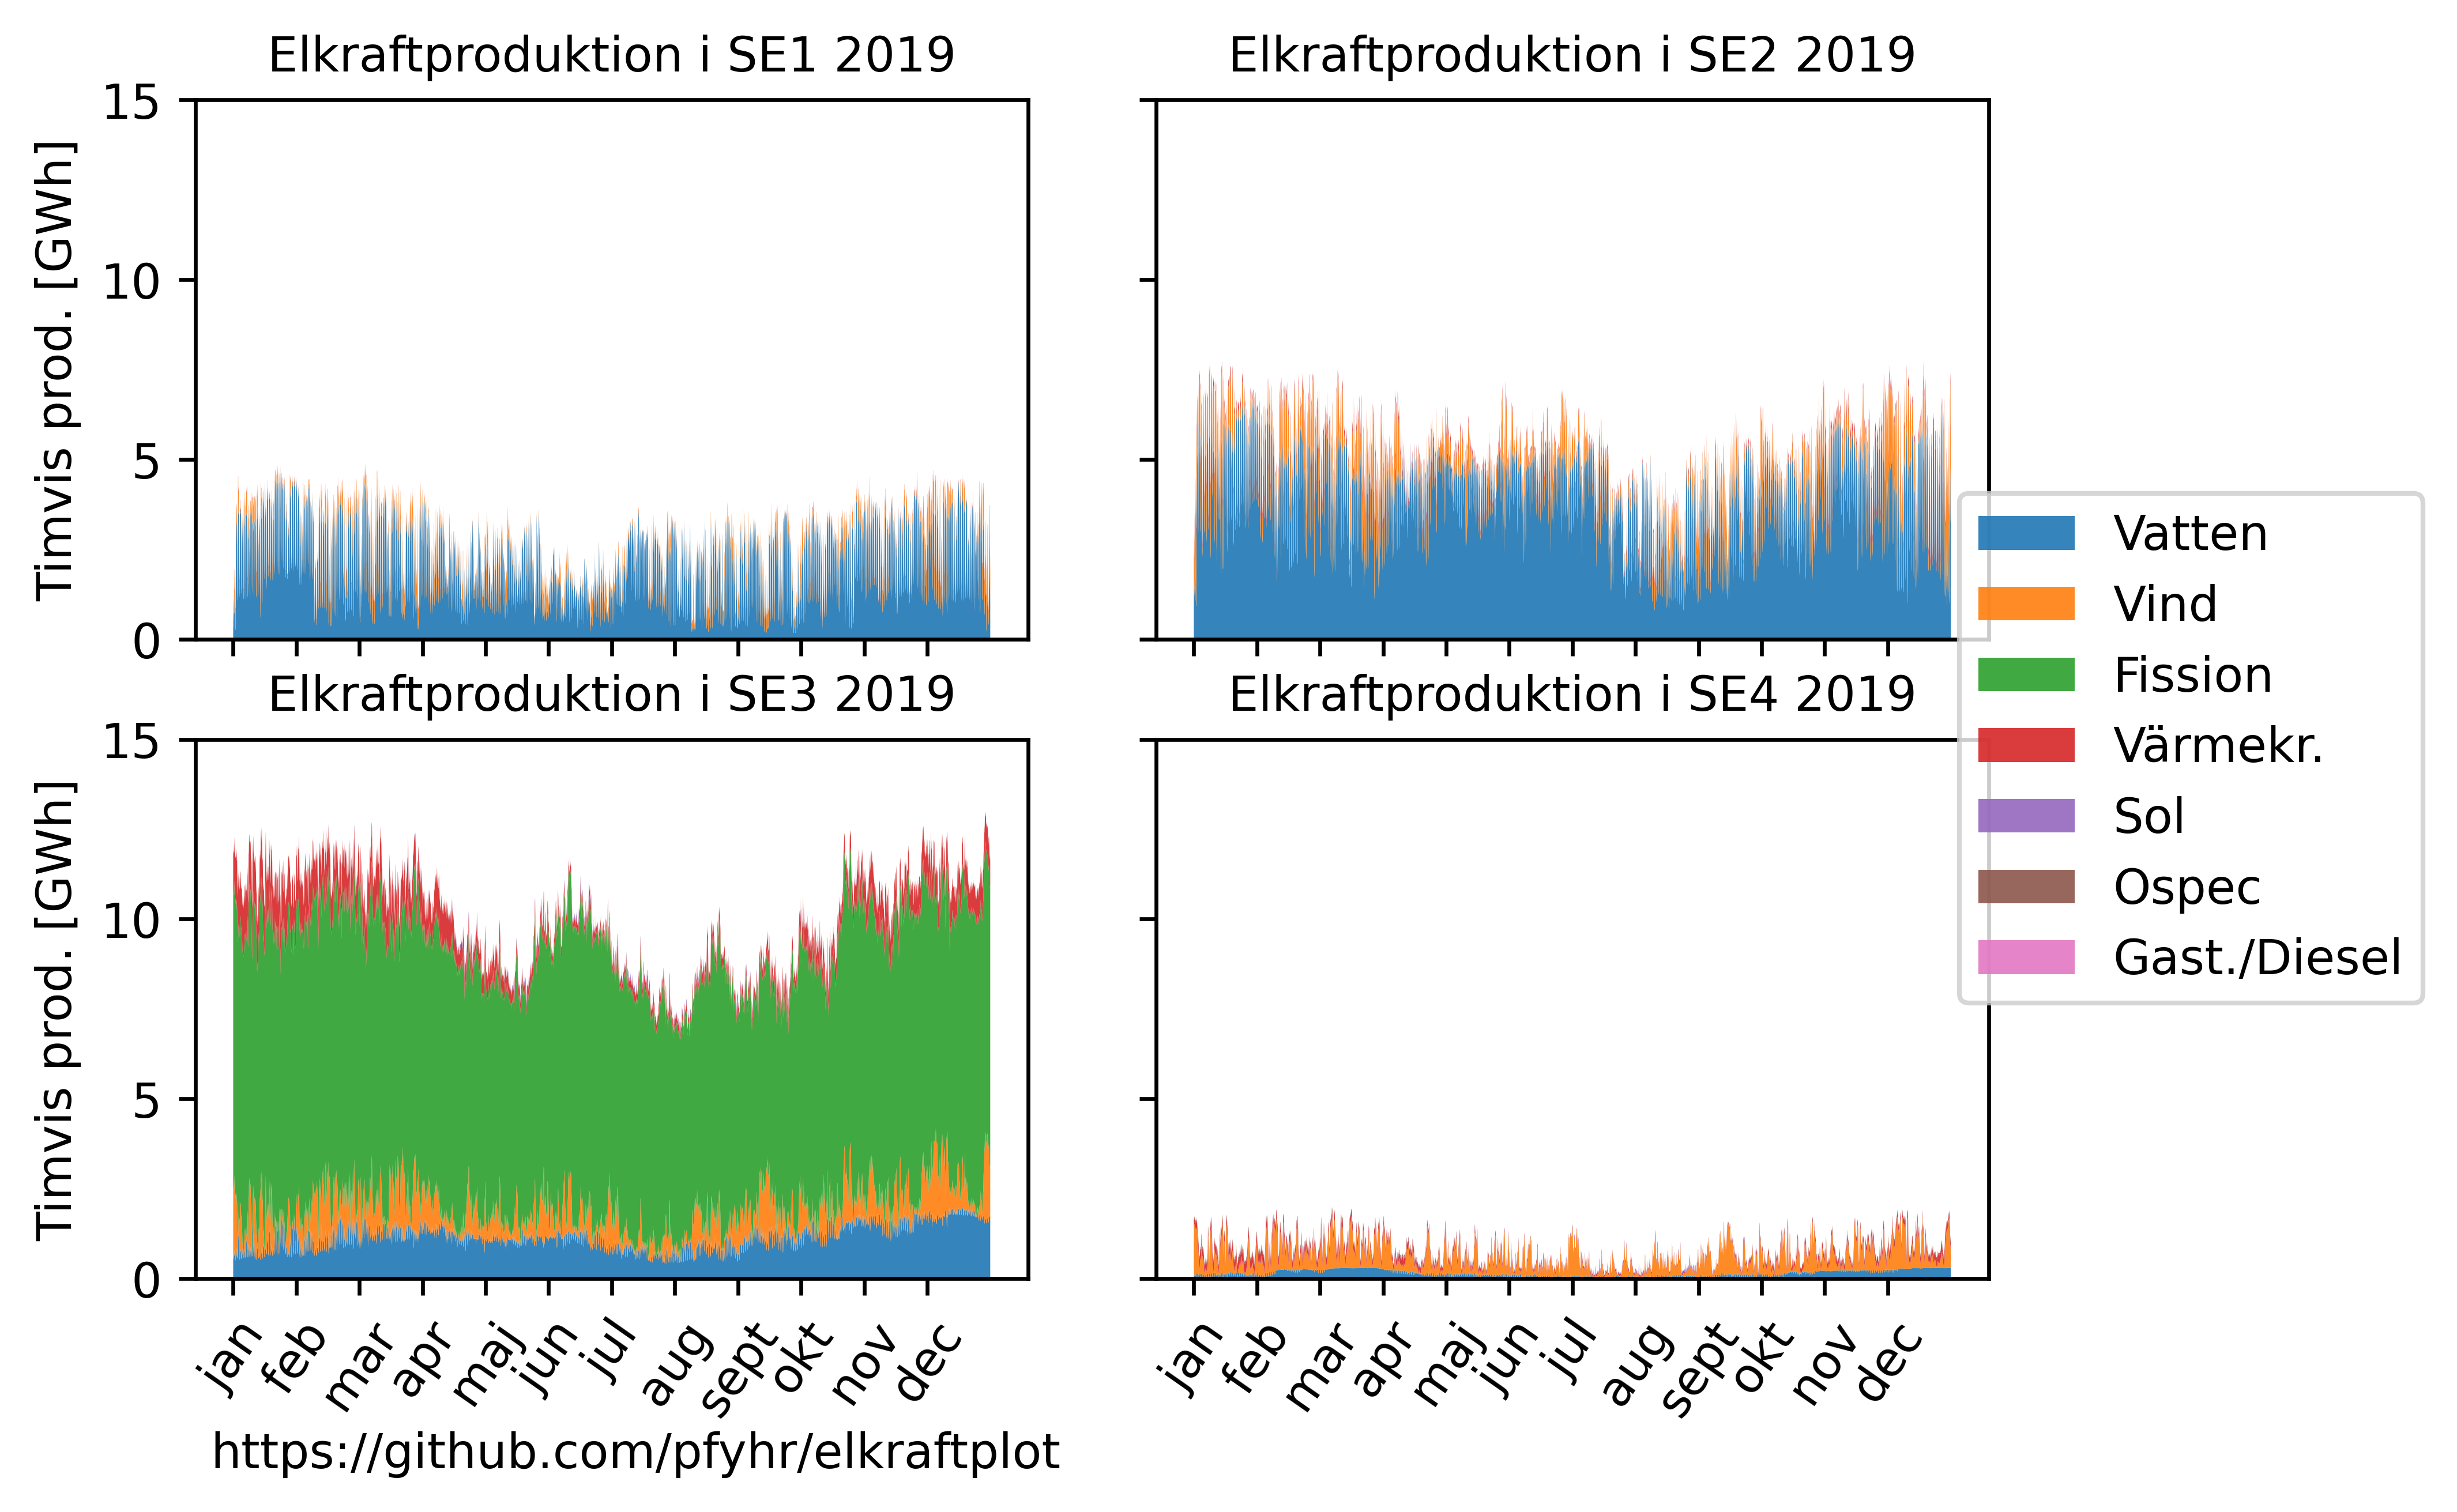 Elkraftproduktion i SE1 2019
Timvis prod. [GWh]
15
10
5
0
Elkraftproduktion i SE2 2019
Vatten
Vind
Fission
Värmekr.
Sol
Ospec
Gast./Diesel
Elkraftproduktion i SE3 2019
Timvis prod. [GWh]
15
10
5
0
jan feb mar apr maj jun jul aug sept okt nov dec
Elkraftproduktion i SE4 2019
jan feb mar apr maj jun jul aug sept okt nov dec
https://github.com/pfyhr/elkraftplot